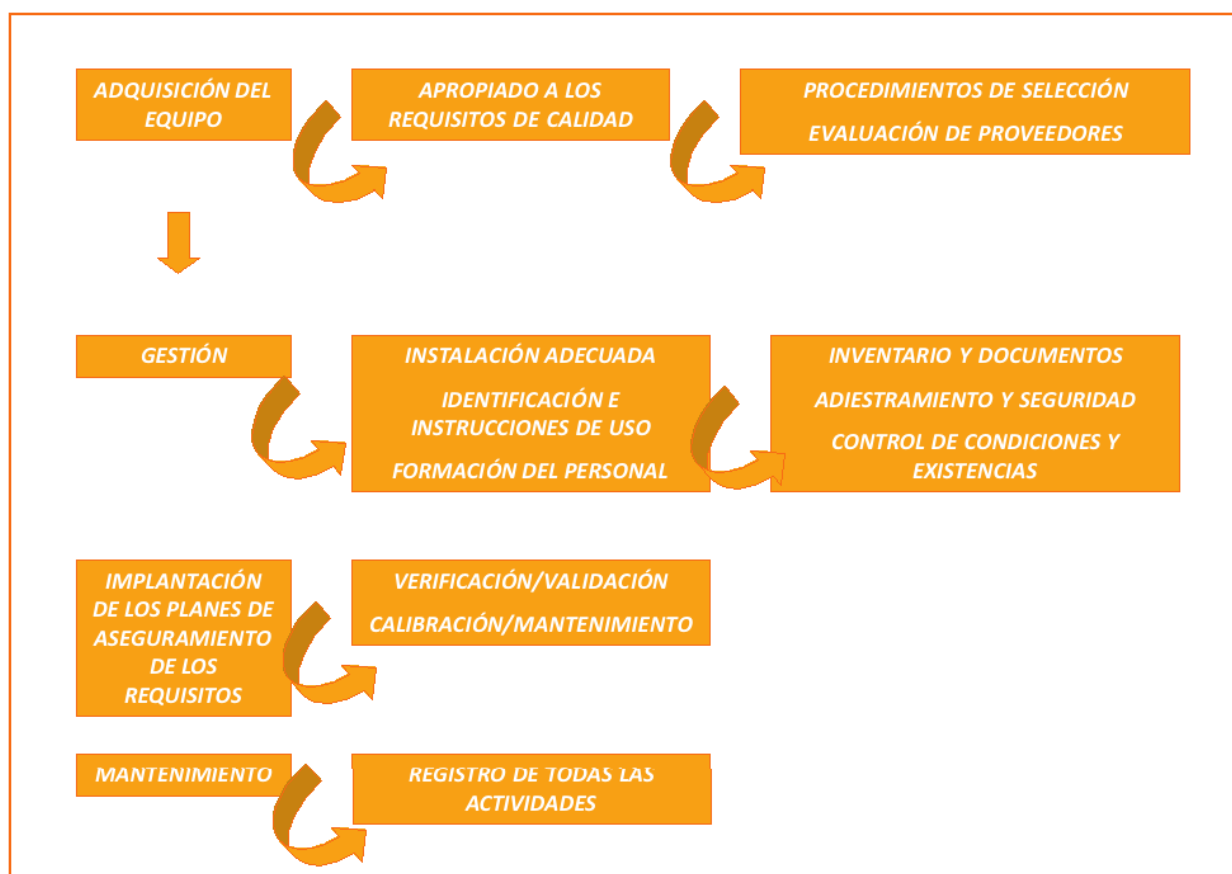 ADQUISICIÓN DEL
EQUIPO
APROPIADO A LOS
REQUISITOS DE CALIDAD
PROCEDIMIENTOS DE SELECCIÓN
EVALUACIÓN DE PROVEEDORES
GESTIÓN
INSTALACIÓN ADECUADA
IDENTIFICACIÓN E
INSTRUCCIONES DE USO
FORMACIÓN DEL PERSONAL
INVENTARIO Y DOCUMENTOS
ADIESTRAMIENTO Y SEGURIDAD
CONTROL DE CONDICIONES Y
EXISTENCIAS
IMPLANTACIÓN
DE LOS PLANES DE
ASEGURAMIENTO
DE LOS
REQUISITOS
VERIFICACIÓN/VALIDACIÓN
CALIBRACIÓN/MANTENIMIENTO
MANTENIMIENTO
REGISTRO DE TODAS LAS
ACTIVIDADES